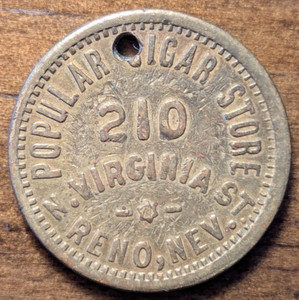 POPULAR CIGAR STORE
210
N. VIRGINIA ST.
RENO, NEV.